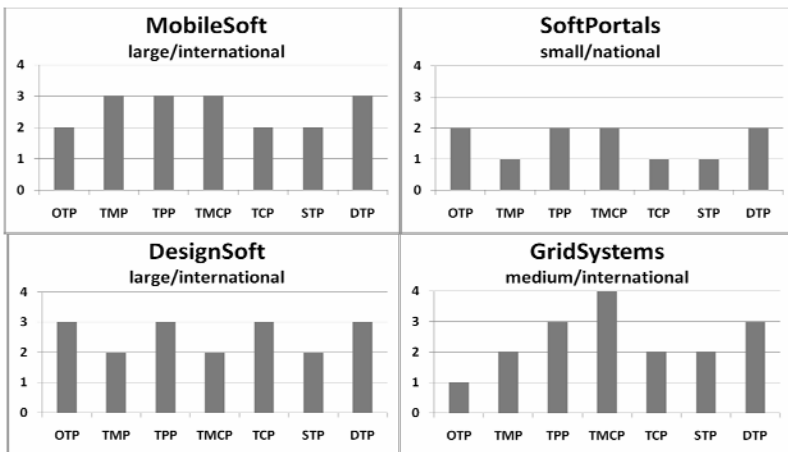 MobileSoft
large/international
4
3
2
1
0
OTP TMP TPP TMCP TCP STP DTP
SoftPortals
small/national
4
3
2
1
0
OTP TMP TPP TMCP TCP STP DTP
DesignSoft
large/international
4
3
2
1
0
OTP TMP TPP TMCP TCP STP DTP
GridSystems
medium/international
4
3
2
1
0
OTP TMP TPP TMCP TCP STP DTP